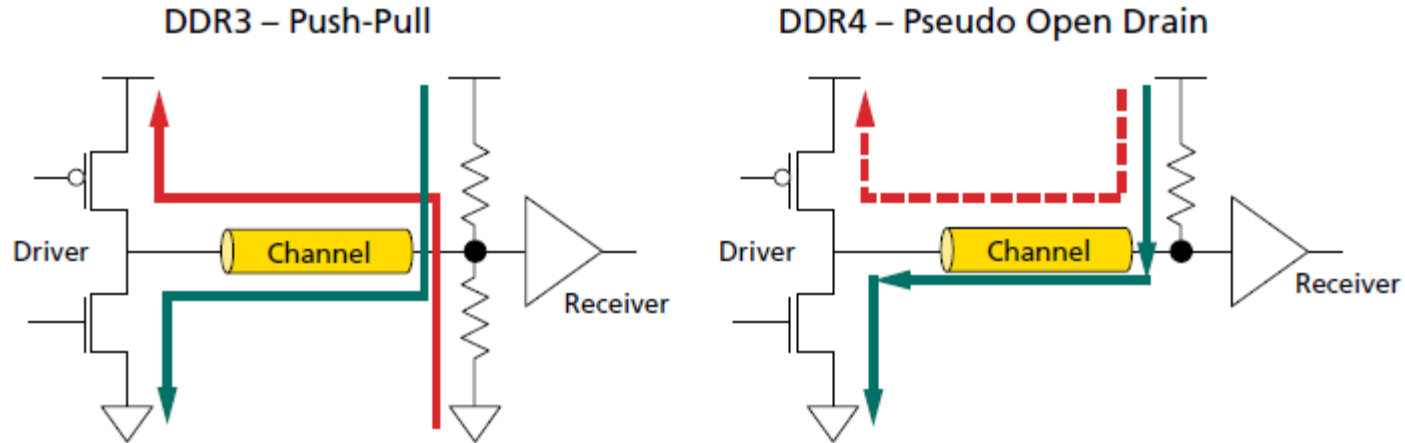 DDR3 – Push-Pull
DDR4 – Pseudo Open Drain
Driver
Channel
Receiver
Driver
Channel
Receiver